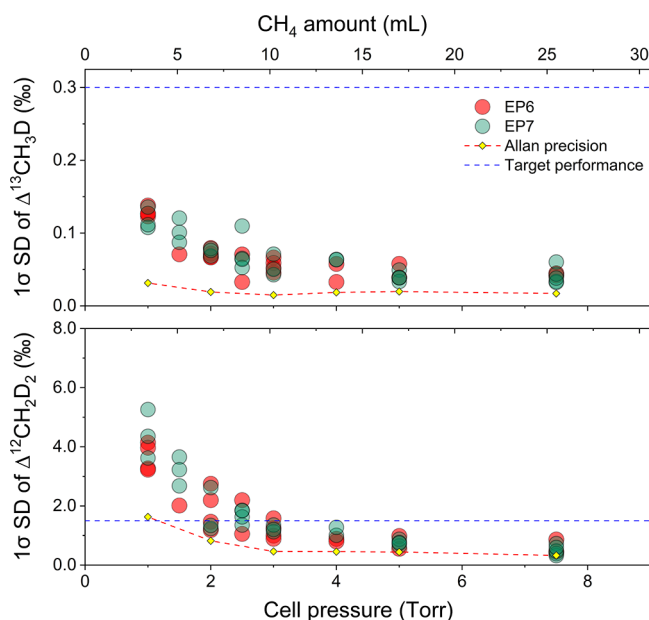 CH₄ amount (mL)
0 5 10 15 20 25 30
1σ SD of Δ¹³CH₃D (‰)
0.3
0.2
0.1
0.0
EP6
EP7
Allan precision
Target performance
1σ SD of Δ¹²CH₂D₂ (‰)
8.0
6.0
4.0
2.0
0.0
0 2 4 6 8
Cell pressure (Torr)